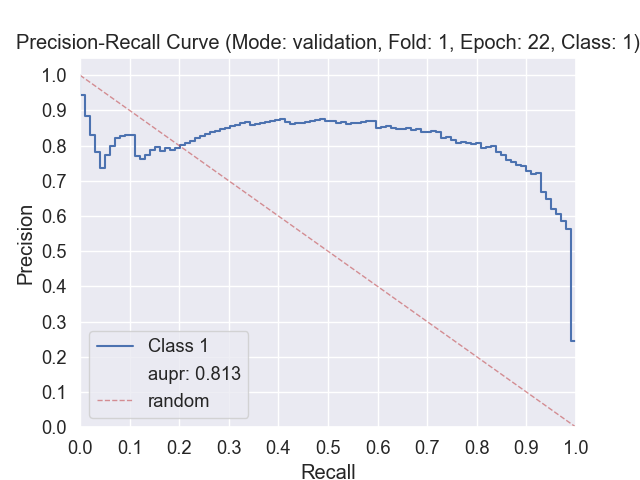 Precision-Recall Curve (Mode: validation, Fold: 1, Epoch: 22, Class: 1)
1.0
0.9
0.8
0.7
0.6
0.5
0.4
0.3
0.2
0.1
0.0
Precision
Class 1
aupr: 0.813
random
0.0 0.1 0.2 0.3 0.4 0.5 0.6 0.7 0.8 0.9 1.0
Recall